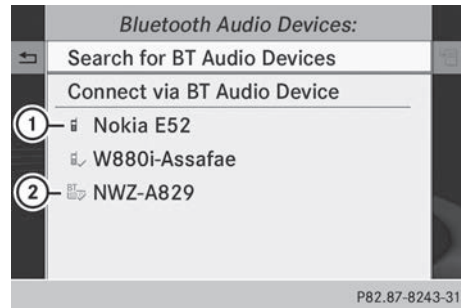 Bluetooth Audio Devices:
Search for BT Audio Devices
Connect via BT Audio Device
1 Nokia E52
W880i-Assafae
2 BT NWZ-A829
P82.87-8243-31